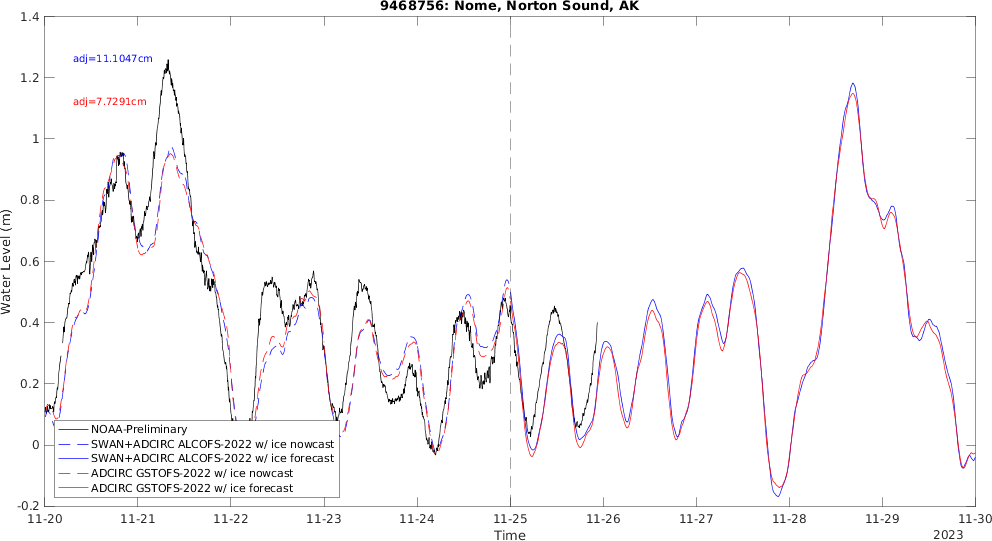 9468756: Nome, Norton Sound, AK
1.4
1.2
1
0.8
0.6
0.4
0.2
0
-0.2
Water Level (m)
adj=11.1047cm
adj=7.7291cm
NOAA-Preliminary
SWAN+ADCIRC ALCOFS-2022 w/ ice nowcast
SWAN+ADCIRC ALCOFS-2022 w/ ice forecast
ADCIRC GSTOFS-2022 w/ ice nowcast
ADCIRC GSTOFS-2022 w/ ice forecast
11-20 11-21 11-22 11-23 11-24 11-25 11-26 11-27 11-28 11-29 11-30
Time
2023